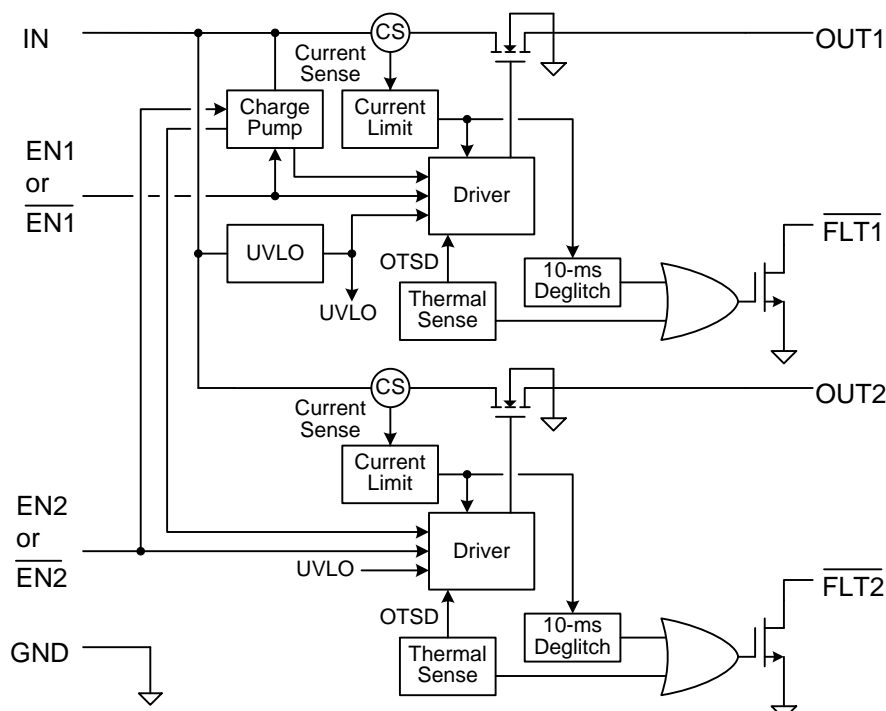 IN
CS
OUT1
Current
Sense
Charge
Pump
Current
Limit
EN1
or
EN1
Driver
FLT1
UVLO
OTSD
10-ms
Deglitch
UVLO
Thermal
Sense
CS
OUT2
Current
Sense
Current
Limit
EN2
or
EN2
Driver
UVLO
FLT2
OTSD
10-ms
Deglitch
GND
Thermal
Sense